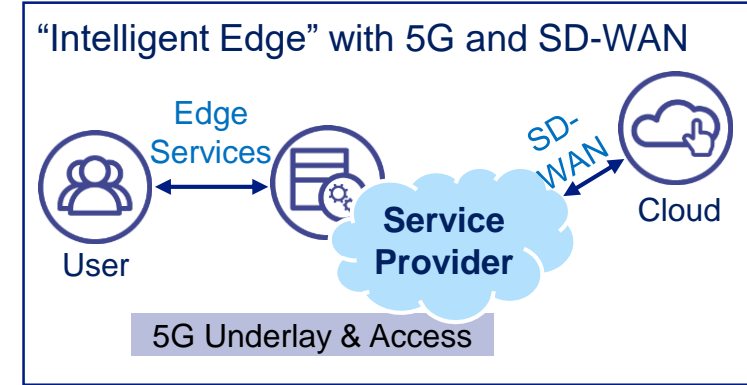 “Intelligent Edge” with 5G and SD-WAN
Edge
Services
SD-
WAN
User
Service
Provider
Cloud
5G Underlay & Access